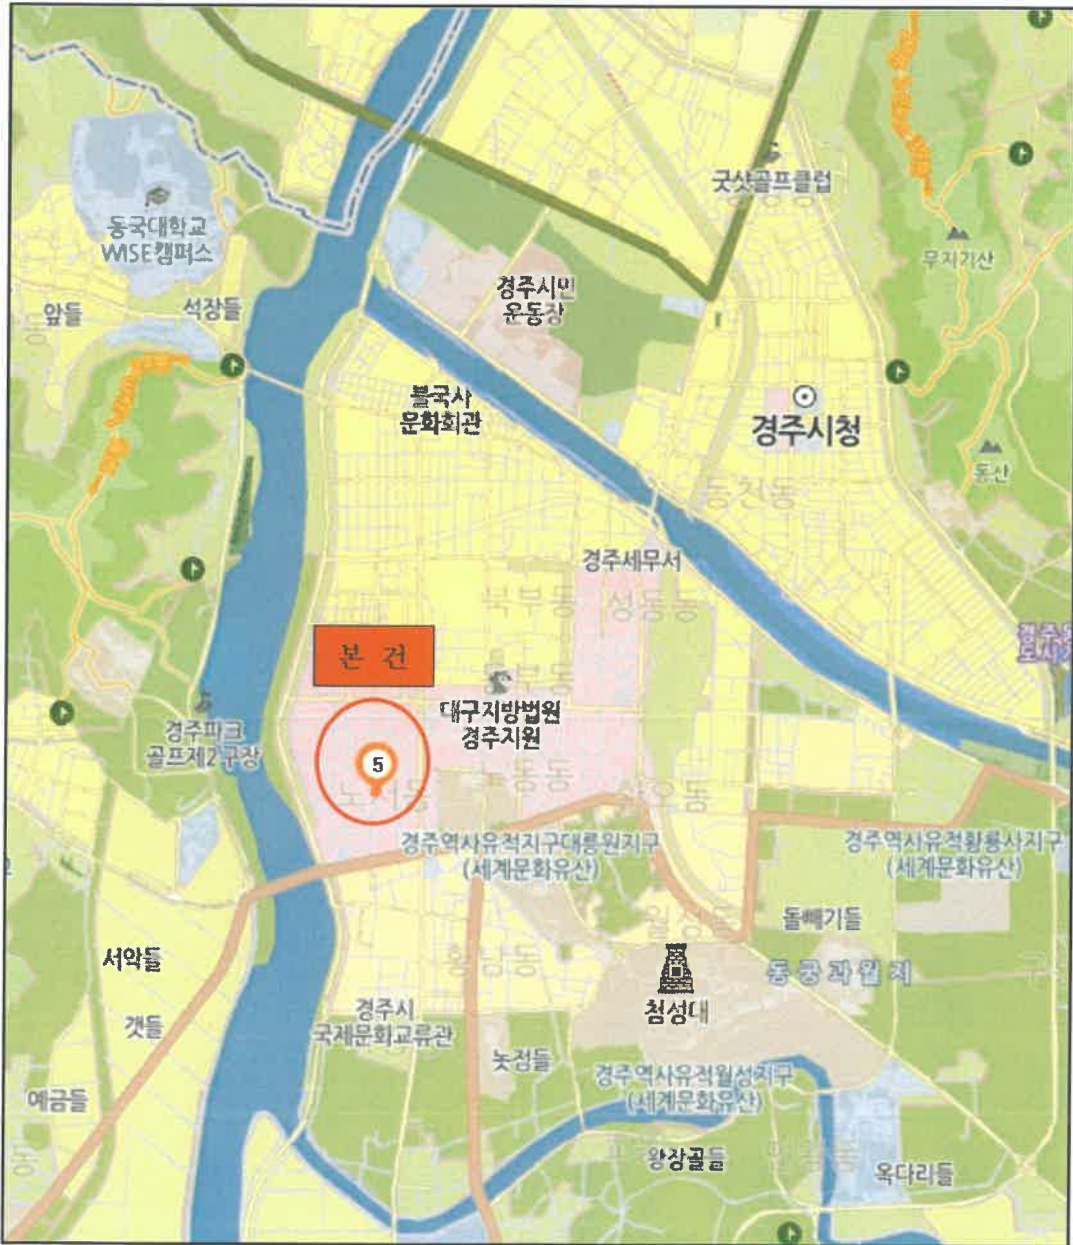 굿샷골프클럽
동국대학교
WISE캠퍼스
무지기산
경주시민
운동장
앞들
석장들
불국사
문화회관
경주시청
동산
동천동
경주세무서
북부동
성동동
본 건
동부동
대구지방법원
경주지원
경주파크
골프제2구장
5
노서동
노동동
황오동
경주역사유적지구대릉원지구
(세계문화유산)
경주역사유적황룡사지구
(세계문화유산)
돌빼기들
서악들
황남동
동궁과월지
첨성대
갯들
경주시
국제문화교류관
놋정들
경주역사유적월성지구
(세계문화유산)
예금들
왕장골들
옥다리들